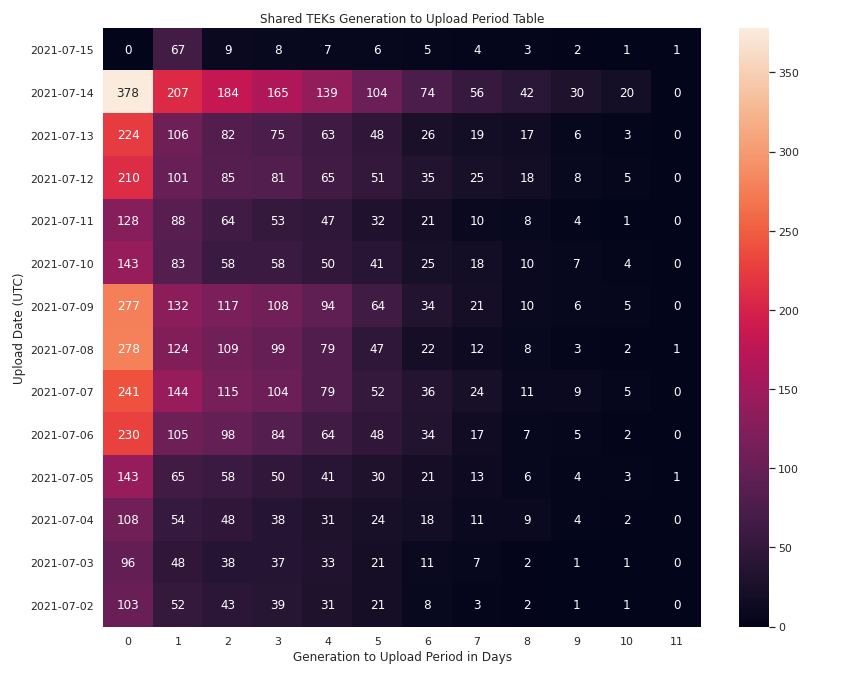 Shared TEKs Generation to Upload Period Table
Upload Date (UTC)
2021-07-15 0 67 9 8 7 6 5 4 3 2 1 1
2021-07-14 378 207 184 165 139 104 74 56 42 30 20 0
2021-07-13 224 106 82 75 63 48 26 19 17 6 3 0
2021-07-12 210 101 85 81 65 51 35 25 18 8 5 0
2021-07-11 128 88 64 53 47 32 21 10 8 4 1 0
2021-07-10 143 83 58 58 50 41 25 18 10 7 4 0
2021-07-09 277 132 117 108 94 64 34 21 10 6 5 0
2021-07-08 278 124 109 99 79 47 22 12 8 3 2 1
2021-07-07 241 144 115 104 79 52 36 24 11 9 5 0
2021-07-06 230 105 98 84 64 48 34 17 7 5 2 0
2021-07-05 143 65 58 50 41 30 21 13 6 4 3 1
2021-07-04 108 54 48 38 31 24 18 11 9 4 2 0
2021-07-03 96 48 38 37 33 21 11 7 2 1 1 0
2021-07-02 103 52 43 39 31 21 8 3 2 1 1 0
0 1 2 3 4 5 6 7 8 9 10 11
Generation to Upload Period in Days
350
300
250
200
150
100
50
0